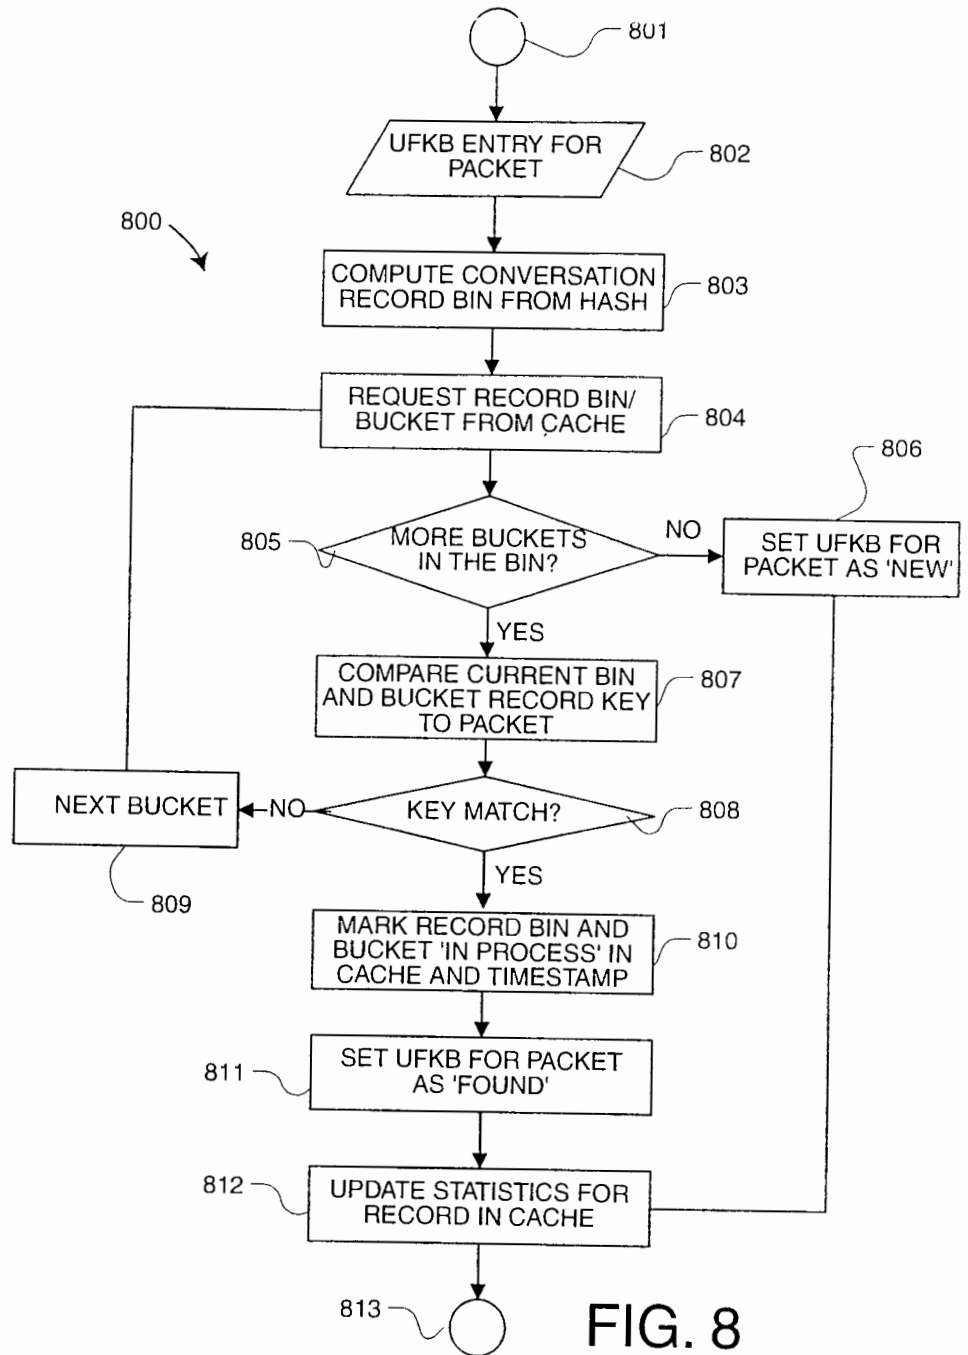 801
UFKB ENTRY FOR
PACKET
802
800
COMPUTE CONVERSATION
RECORD BIN FROM HASH
803
REQUEST RECORD BIN/
BUCKET FROM CACHE
804
806
805
MORE BUCKETS
IN THE BIN?
NO
SET UFKB FOR
PACKET AS 'NEW'
YES
COMPARE CURRENT BIN
AND BUCKET RECORD KEY
TO PACKET
807
NEXT BUCKET
NO
KEY MATCH?
808
809
YES
MARK RECORD BIN AND
BUCKET 'IN PROCESS' IN
CACHE AND TIMESTAMP
810
811
SET UFKB FOR PACKET
AS 'FOUND'
812
UPDATE STATISTICS FOR
RECORD IN CACHE
813
FIG. 8